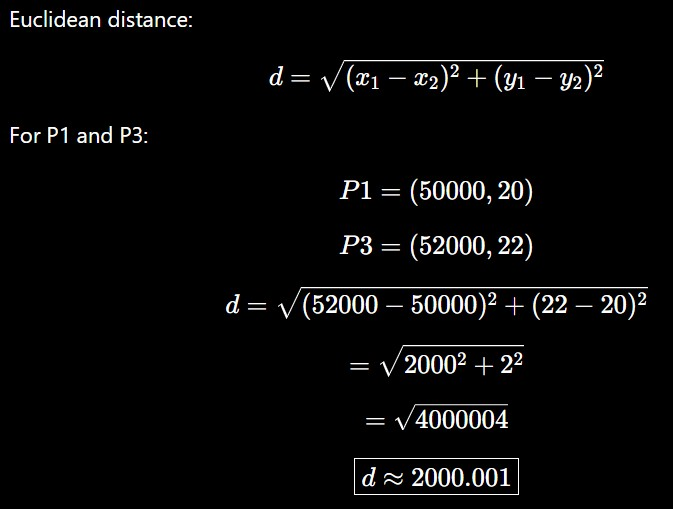 Euclidean distance:
d = √((x₁ − x₂)² + (y₁ − y₂)²)
For P1 and P3:
P1 = (50000, 20)
P3 = (52000, 22)
d = √((52000 − 50000)² + (22 − 20)²)
= √(2000² + 2²)
= √4000004
d ≈ 2000.001